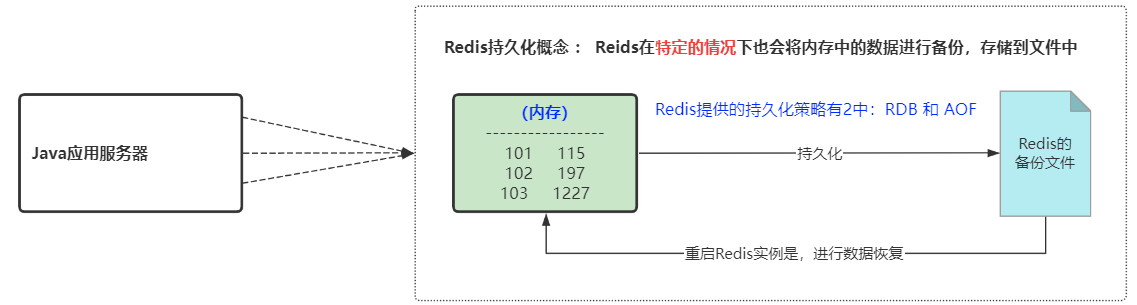 Redis持久化概念 ： Reids在特定的情况下也会将内存中的数据进行备份，存储到文件中
Java应用服务器
(内存)
-----------------
101 115
102 197
103 1227
Redis提供的持久化策略有2中：RDB 和 AOF
持久化
Redis的
备份文件
重启Redis实例是，进行数据恢复